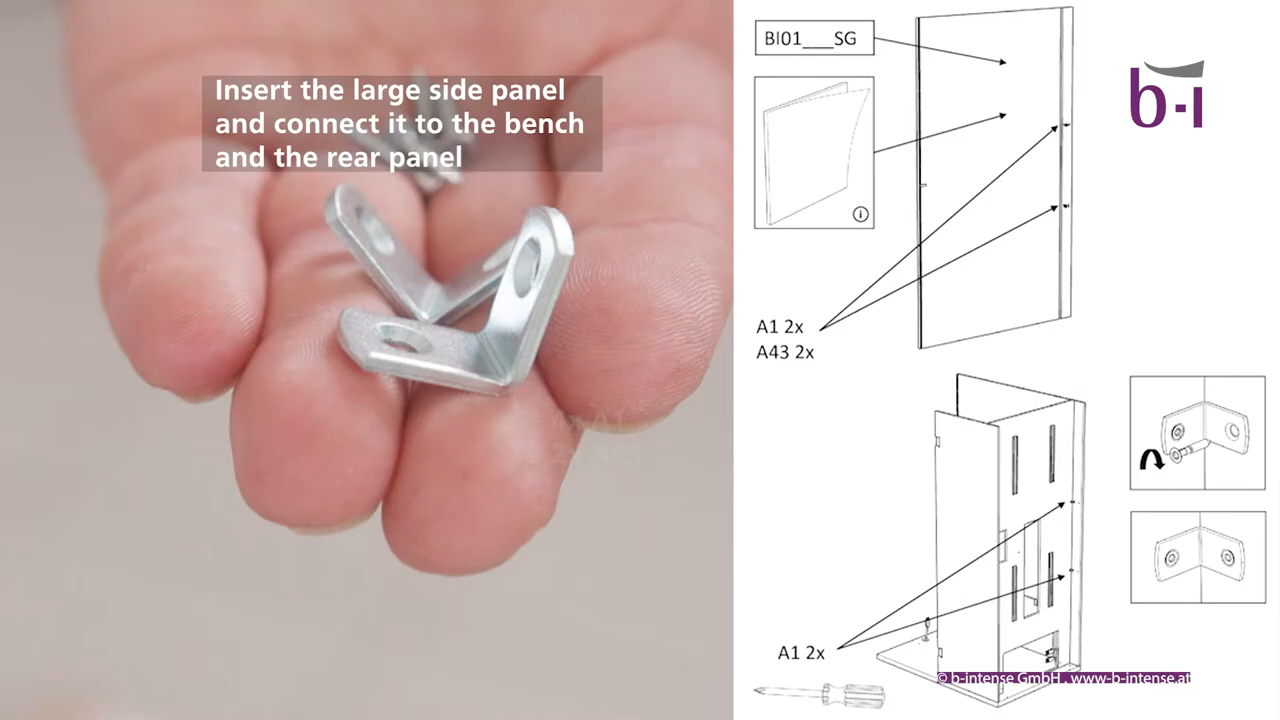 Insert the large side panel
and connect it to the bench
and the rear panel
BI01___SG
b-i
i
A1 2x
A43 2x
A1 2x
© b-intense GmbH . www-b-intense.at